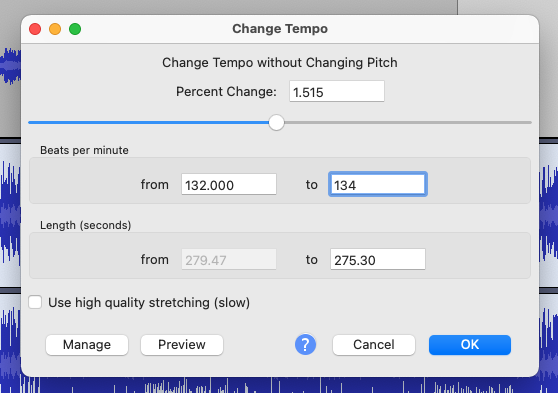 Change Tempo
Change Tempo without Changing Pitch
Percent Change: 1.515
Beats per minute
from 132.000 to 134
Length (seconds)
from 279.47 to 275.30
Use high quality stretching (slow)
Manage Preview ? Cancel OK